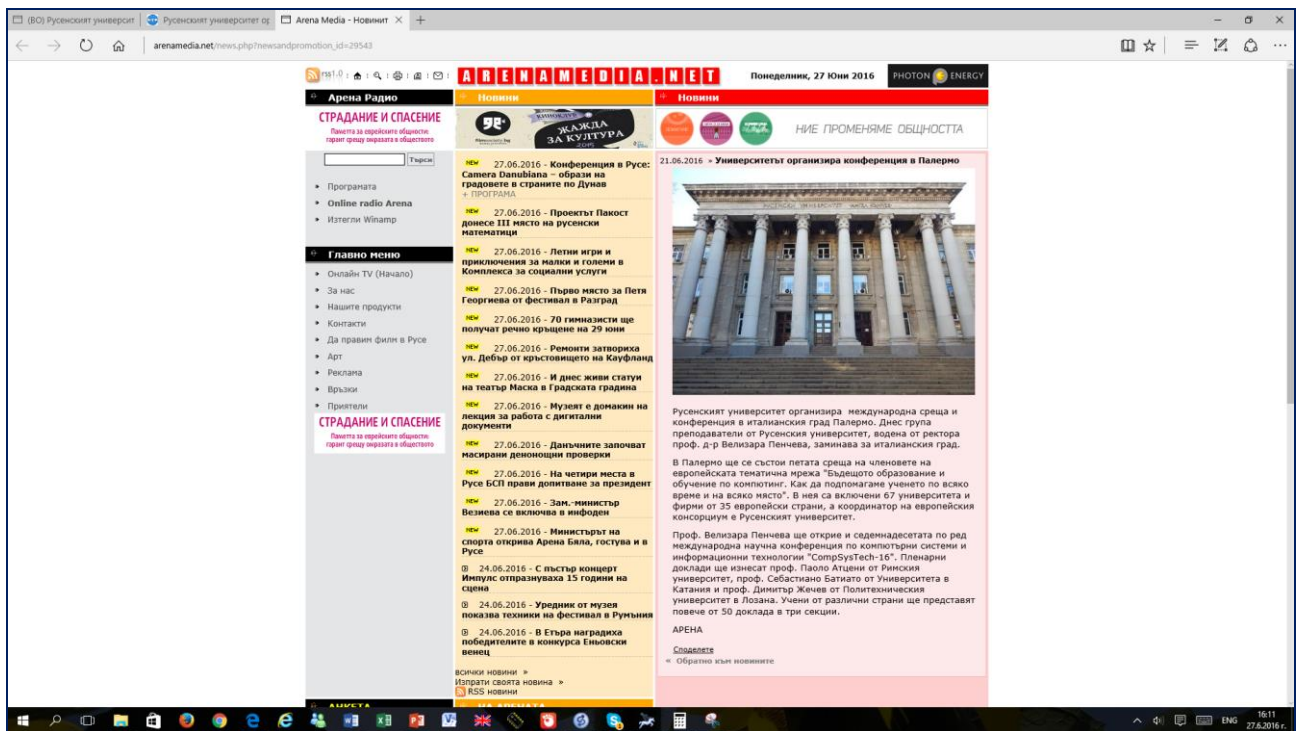 (ВО) Русенският университ
Русенският университет ор
Arena Media - Новинит
arenamedia.net/news.php?newsandpromotion_id=29543
rss1.0
ARENAMEDIA.NET
Понеделник, 27 Юни 2016
PHOTON ENERGY
Арена Радио
СТРАДАНИЕ И СПАСЕНИЕ
Паметта за еврейските общности:
гарант срещу омразата в обществото
Търси
Програмата
Online radio Arena
Изтегли Winamp
Главно меню
Онлайн TV (Начало)
За нас
Нашите продукти
Контакти
Да правим филм в Русе
Арт
Реклама
Връзки
Приятели
СТРАДАНИЕ И СПАСЕНИЕ
Паметта за еврейските общности:
гарант срещу омразата в обществото
АНКЕТА
Новини
КИНОКЛУБ
ЖАЖДА
ЗА КУЛТУРА
2015
NEW 27.06.2016 - Конференция в Русе:
Camera Danubiana – образи на
градовете в страните по Дунав
+ ПРОГРАМА
NEW 27.06.2016 - Проектът Пакост
донесе III място на русенски
математици
NEW 27.06.2016 - Летни игри и
приключения за малки и големи в
Комплекса за социални услуги
NEW 27.06.2016 - Първо място за Петя
Георгиева от фестивал в Разград
NEW 27.06.2016 - 70 гимназисти ще
получат речно кръщене на 29 юни
NEW 27.06.2016 - Ремонти затвориха
ул. Дебър от кръстовището на Кауфланд
NEW 27.06.2016 - И днес живи статуи
на театър Маска в Градската градина
NEW 27.06.2016 - Музеят е домакин на
лекция за работа с дигитални
документи
NEW 27.06.2016 - Данъчните започват
масирани денонощни проверки
NEW 27.06.2016 - На четири места в
Русе БСП прави допитване за президент
NEW 27.06.2016 - Зам.-министър
Везиева се включва в инфоден
NEW 27.06.2016 - Министърът на
спорта открива Арена Бяла, гостува и в
Русе
24.06.2016 - С пъстър концерт
Импулс отпразнуваха 15 години на
сцена
24.06.2016 - Уредник от музея
показва техники на фестивал в Румъния
24.06.2016 - В Етъра наградиха
победителите в конкурса Еньовски
венец
всички новини »
Изпрати своята новина »
RSS новини
НА АРЕНАТА
Новини
НИЕ ПРОМЕНЯМЕ ОБЩНОСТТА
21.06.2016 » Университетът организира конференция в Палермо
Русенският университет организира международна среща и
конференция в италианския град Палермо. Днес група
преподаватели от Русенския университет, водена от ректора
проф. д-р Велизара Пенчева, заминава за италианския град.
В Палермо ще се състои петата среща на членовете на
европейската тематична мрежа "Бъдещото образование и
обучение по компютинг. Как да подпомагаме ученето по всяко
време и на всяко място". В нея са включени 67 университета и
фирми от 35 европейски страни, а координатор на европейския
консорциум е Русенският университет.
Проф. Велизара Пенчева ще открие и седемнадесетата по ред
международна научна конференция по компютърни системи и
информационни технологии "CompSysTech-16". Пленарни
доклади ще изнесат проф. Паоло Атцени от Римския
университет, проф. Себастиано Батиато от Университета в
Катания и проф. Димитър Жечев от Политехническия
университет в Лозана. Учени от различни страни ще представят
повече от 50 доклада в три секции.
АРЕНА
Споделете
« Обратно към новините
ENG
16:11
27.6.2016 г.